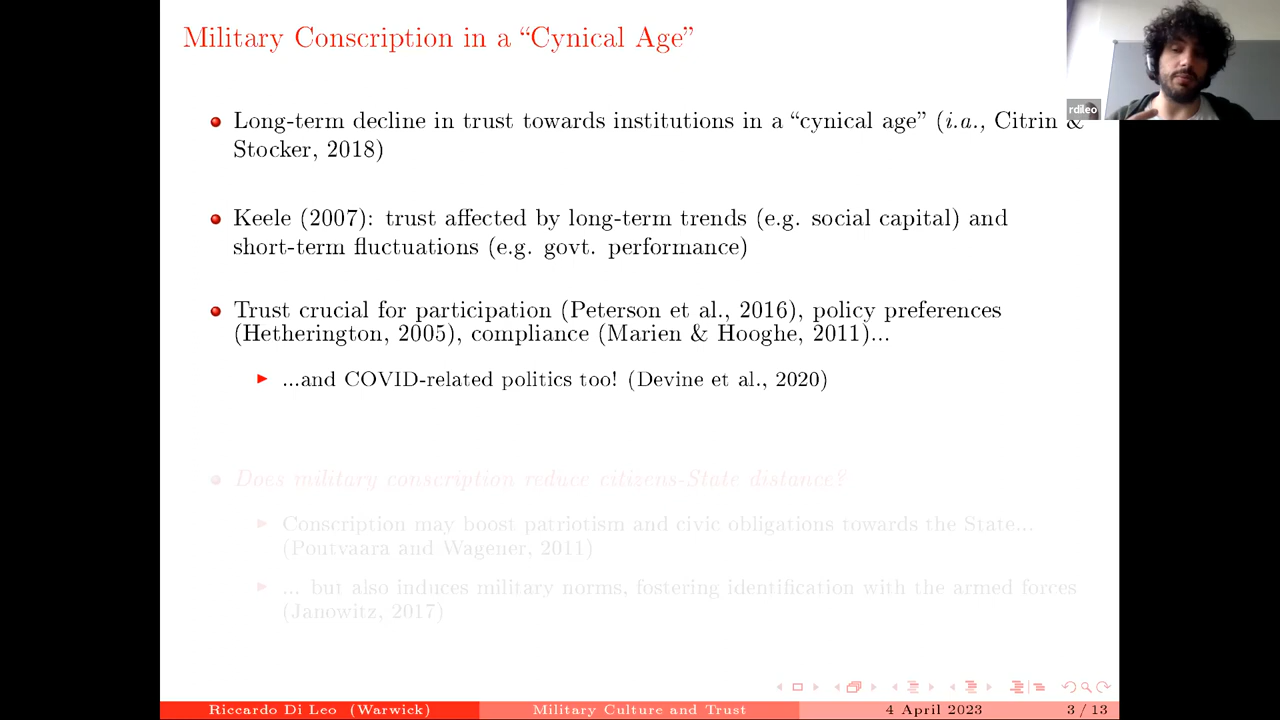 Military Conscription in a “Cynical Age”
rdileo
Long-term decline in trust towards institutions in a “cynical age” (i.a., Citrin &
Stocker, 2018)
Keele (2007): trust affected by long-term trends (e.g. social capital) and
short-term fluctuations (e.g. govt. performance)
Trust crucial for participation (Peterson et al., 2016), policy preferences
(Hetherington, 2005), compliance (Marien & Hooghe, 2011)...
...and COVID-related politics too! (Devine et al., 2020)
Does military conscription reduce citizens-State distance?
Conscription may boost patriotism and civic obligations towards the State...
(Poutvaara and Wagener, 2011)
... but also induces military norms, fostering identification with the armed forces
(Janowitz, 2017)
Riccardo Di Leo (Warwick) Military Culture and Trust 4 April 2023 3 / 13